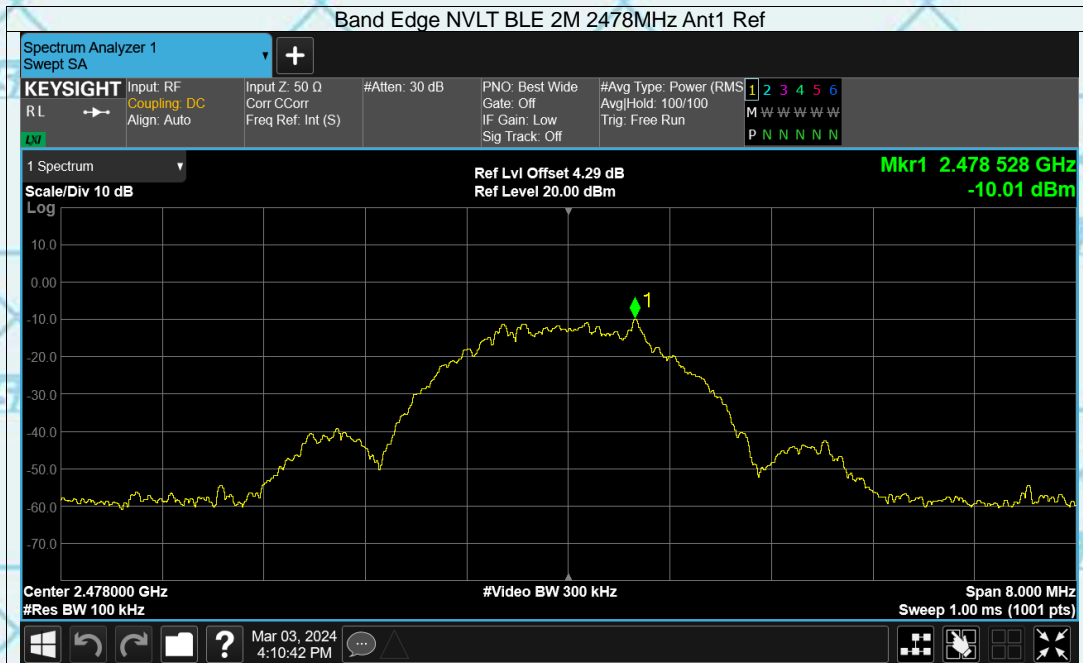 Band Edge NVLT BLE 2M 2478MHz Ant1 Ref
Spectrum Analyzer 1
Swept SA
+
KEYSIGHT
R L
LXI
Input: RF
Coupling: DC
Align: Auto
Input Z: 50 Ω
Corr CCorr
Freq Ref: Int (S)
#Atten: 30 dB
PNO: Best Wide
Gate: Off
IF Gain: Low
Sig Track: Off
#Avg Type: Power (RMS
Avg|Hold: 100/100
Trig: Free Run
1 2 3 4 5 6
M W W W W W
P N N N N N
1 Spectrum
Scale/Div 10 dB
Ref Lvl Offset 4.29 dB
Ref Level 20.00 dBm
Mkr1 2.478 528 GHz
-10.01 dBm
Log
10.0
0.00
-10.0
-20.0
-30.0
-40.0
-50.0
-60.0
-70.0
1
Center 2.478000 GHz
#Video BW 300 kHz
Span 8.000 MHz
#Res BW 100 kHz
Sweep 1.00 ms (1001 pts)
?
Mar 03, 2024
4:10:42 PM